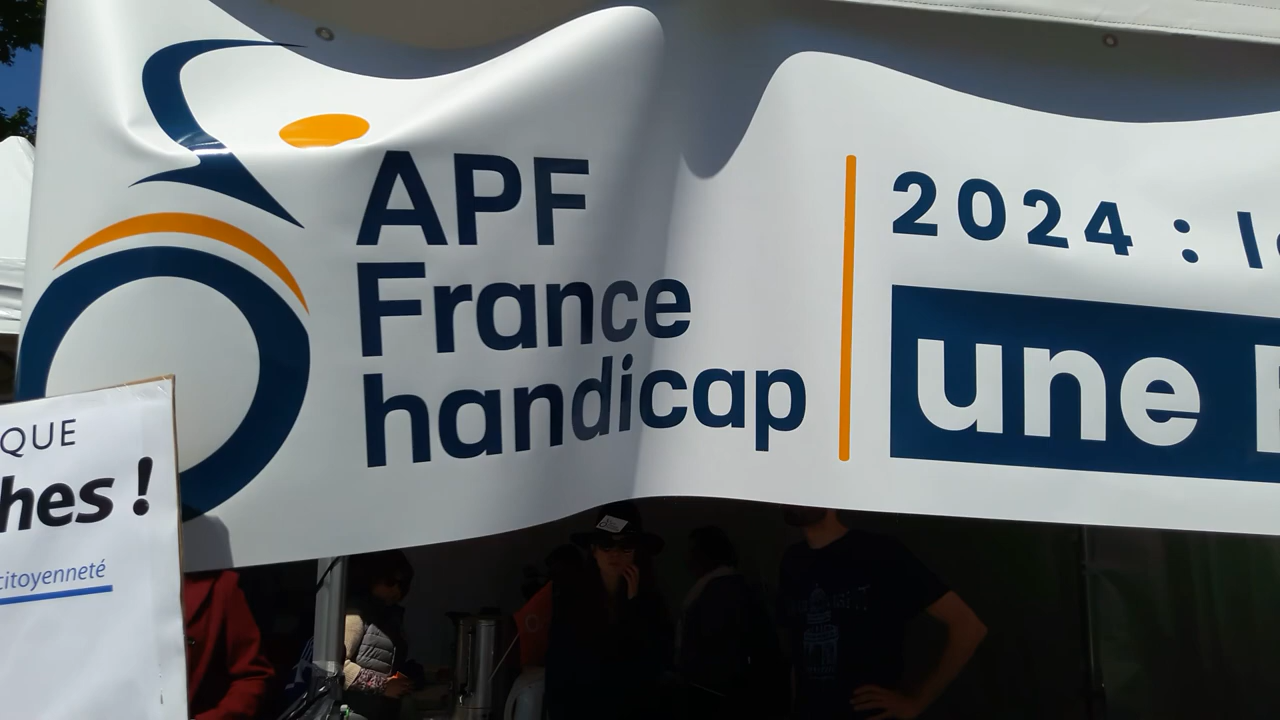 APF
France
handicap
2024 :
une
QUE
hes !
citoyenneté